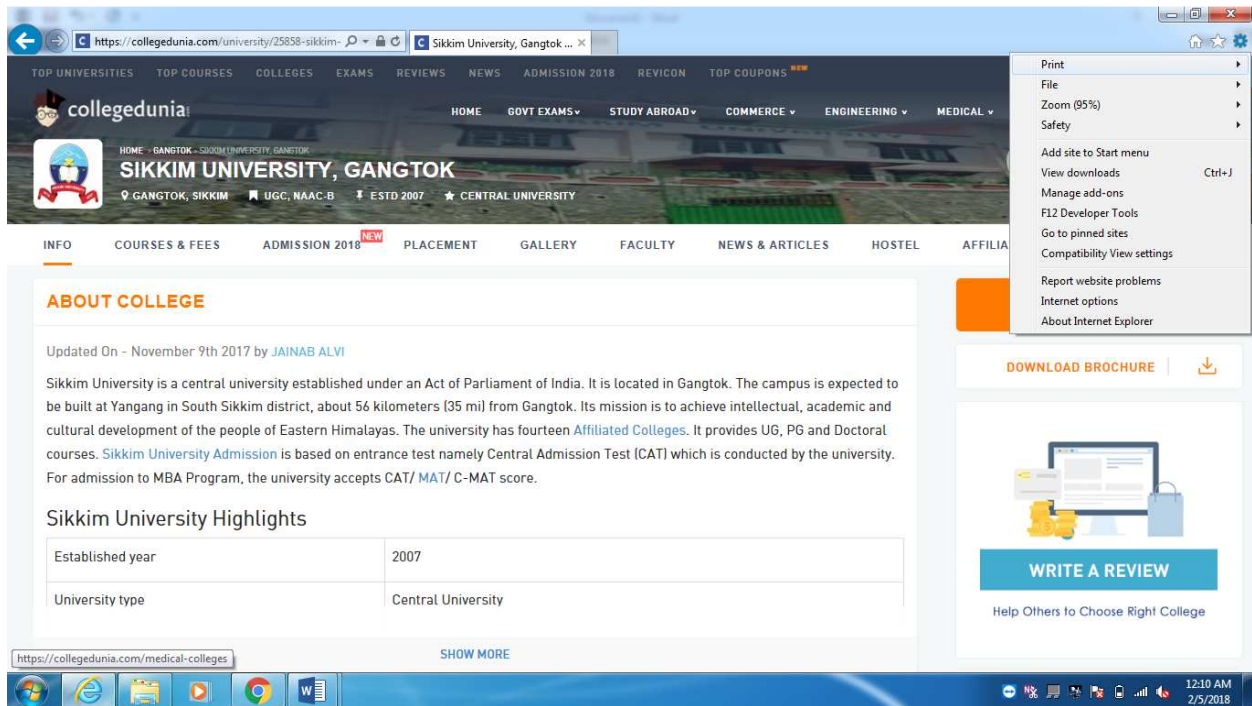 https://collegedunia.com/university/25858-sikkim-
Sikkim University, Gangtok ...
TOP UNIVERSITIES TOP COURSES COLLEGES EXAMS REVIEWS NEWS ADMISSION 2018 REVICON TOP COUPONS NEW
collegedunia
HOME GOVT EXAMS STUDY ABROAD COMMERCE ENGINEERING MEDICAL
HOME - GANGTOK - SIKKIM UNIVERSITY, GANGTOK
SIKKIM UNIVERSITY, GANGTOK
GANGTOK, SIKKIM UGC, NAAC-B ESTD 2007 CENTRAL UNIVERSITY
INFO COURSES & FEES ADMISSION 2018 NEW PLACEMENT GALLERY FACULTY NEWS & ARTICLES HOSTEL AFFILIA
Print
File
Zoom (95%)
Safety
Add site to Start menu
View downloads Ctrl+J
Manage add-ons
F12 Developer Tools
Go to pinned sites
Compatibility View settings
Report website problems
Internet options
About Internet Explorer
ABOUT COLLEGE
Updated On - November 9th 2017 by JAINAB ALVI
Sikkim University is a central university established under an Act of Parliament of India. It is located in Gangtok. The campus is expected to
be built at Yangang in South Sikkim district, about 56 kilometers (35 mi) from Gangtok. Its mission is to achieve intellectual, academic and
cultural development of the people of Eastern Himalayas. The university has fourteen Affiliated Colleges. It provides UG, PG and Doctoral
courses. Sikkim University Admission is based on entrance test namely Central Admission Test (CAT) which is conducted by the university.
For admission to MBA Program, the university accepts CAT/ MAT/ C-MAT score.
Sikkim University Highlights
Established year 2007
University type Central University
SHOW MORE
DOWNLOAD BROCHURE
WRITE A REVIEW
Help Others to Choose Right College
https://collegedunia.com/medical-colleges
12:10 AM
2/5/2018